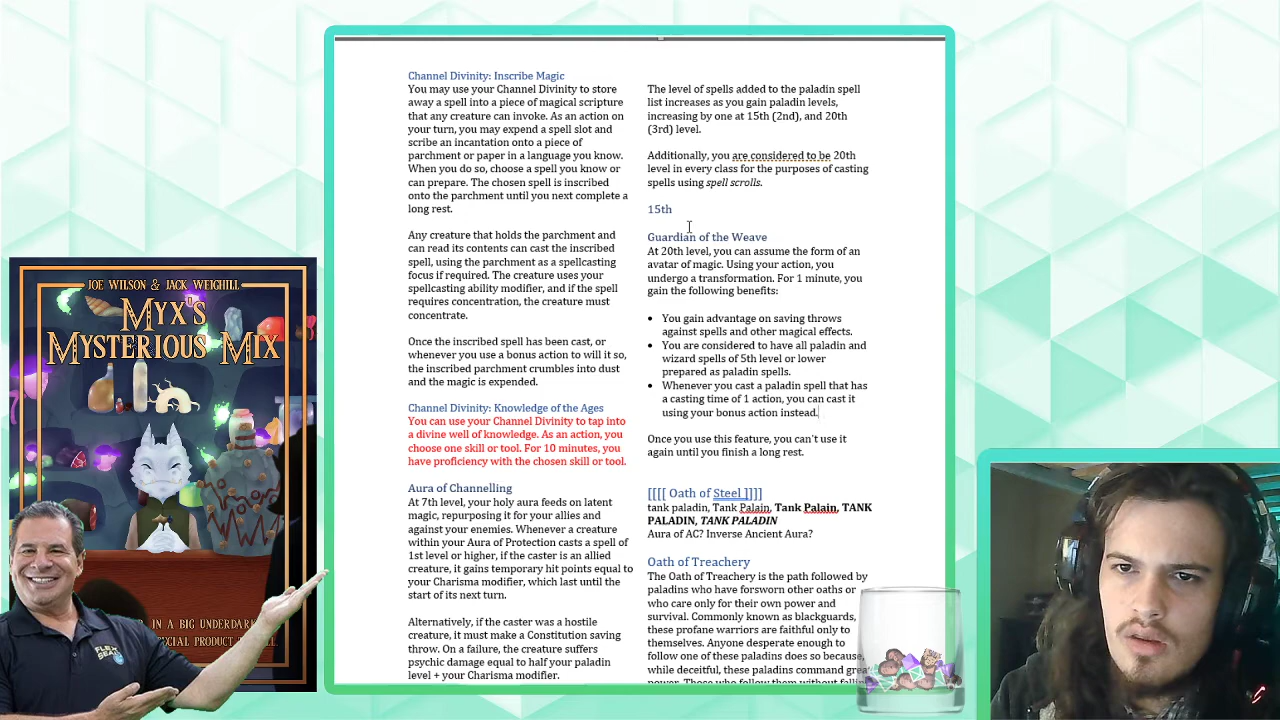 Channel Divinity: Inscribe Magic
You may use your Channel Divinity to store
away a spell into a piece of magical scripture
that any creature can invoke. As an action on
your turn, you may expend a spell slot and
scribe an incantation onto a piece of
parchment or paper in a language you know.
When you do so, choose a spell you know or
can prepare. The chosen spell is inscribed
onto the parchment until you next complete a
long rest.
Any creature that holds the parchment and
can read its contents can cast the inscribed
spell, using the parchment as a spellcasting
focus if required. The creature uses your
spellcasting ability modifier, and if the spell
requires concentration, the creature must
concentrate.
Once the inscribed spell has been cast, or
whenever you use a bonus action to will it so,
the inscribed parchment crumbles into dust
and the magic is expended.
Channel Divinity: Knowledge of the Ages
You can use your Channel Divinity to tap into
a divine well of knowledge. As an action, you
choose one skill or tool. For 10 minutes, you
have proficiency with the chosen skill or tool.
Aura of Channelling
At 7th level, your holy aura feeds on latent
magic, repurposing it for your allies and
against your enemies. Whenever a creature
within your Aura of Protection casts a spell of
1st level or higher, if the caster is an allied
creature, it gains temporary hit points equal to
your Charisma modifier, which last until the
start of its next turn.
Alternatively, if the caster was a hostile
creature, it must make a Constitution saving
throw. On a failure, the creature suffers
psychic damage equal to half your paladin
level + your Charisma modifier.
The level of spells added to the paladin spell
list increases as you gain paladin levels,
increasing by one at 15th (2nd), and 20th
(3rd) level.
Additionally, you are considered to be 20th
level in every class for the purposes of casting
spells using spell scrolls.
15th
Guardian of the Weave
At 20th level, you can assume the form of an
avatar of magic. Using your action, you
undergo a transformation. For 1 minute, you
gain the following benefits:
• You gain advantage on saving throws
against spells and other magical effects.
• You are considered to have all paladin and
wizard spells of 5th level or lower
prepared as paladin spells.
• Whenever you cast a paladin spell that has
a casting time of 1 action, you can cast it
using your bonus action instead.
Once you use this feature, you can't use it
again until you finish a long rest.
[[[[ Oath of Steel ]]]]
tank paladin, Tank Palain, Tank Palain, TANK
PALADIN, TANK PALADIN
Aura of AC? Inverse Ancient Aura?
Oath of Treachery
The Oath of Treachery is the path followed by
paladins who have forsworn other oaths or
who care only for their own power and
survival. Commonly known as blackguards,
these profane warriors are faithful only to
themselves. Anyone desperate enough to
follow one of these paladins does so because,
while deceitful, these paladins command
power. Those who follow them without
JOE WILSON & JACK WEIGHILL
MYX'S
MYSTERIOUS MIX
IN A BIG
PRODUCT